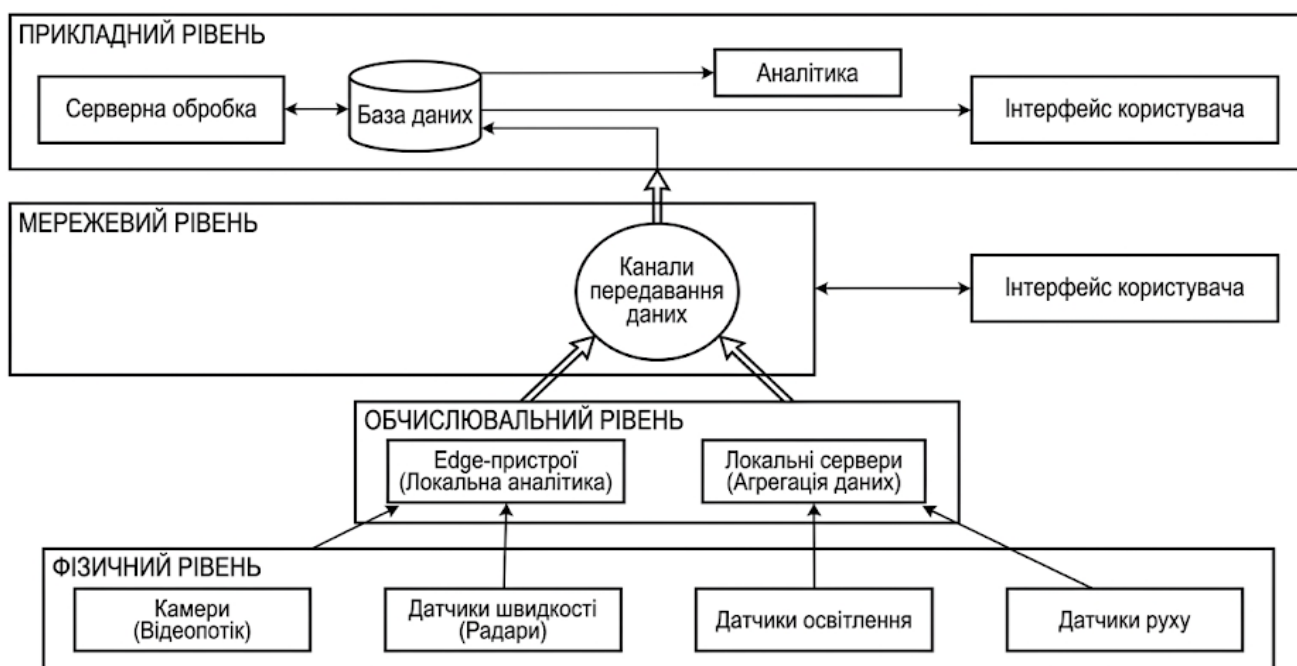 ПРИКЛАДНИЙ РІВЕНЬ
Серверна обробка
База даних
Аналітика
Інтерфейс користувача
МЕРЕЖЕВИЙ РІВЕНЬ
Канали
передавання
даних
Інтерфейс користувача
ОБЧИСЛЮВАЛЬНИЙ РІВЕНЬ
Edge-пристрої
(Локальна аналітика)
Локальні сервери
(Агрегація даних)
ФІЗИЧНИЙ РІВЕНЬ
Камери
(Відеопотік)
Датчики швидкості
(Радари)
Датчики освітлення
Датчики руху